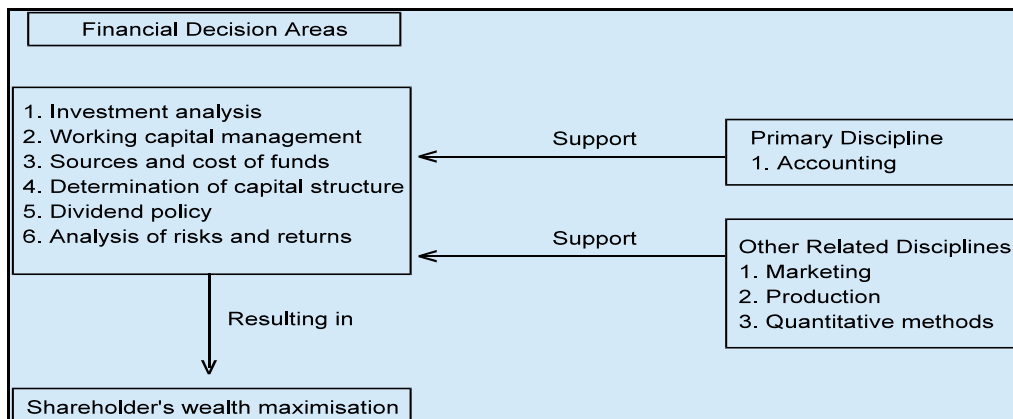 Financial Decision Areas
1. Investment analysis
2. Working capital management
3. Sources and cost of funds
4. Determination of capital structure
5. Dividend policy
6. Analysis of risks and returns
Support
Primary Discipline
1. Accounting
Support
Other Related Disciplines
1. Marketing
2. Production
3. Quantitative methods
Resulting in
Shareholder's wealth maximisation